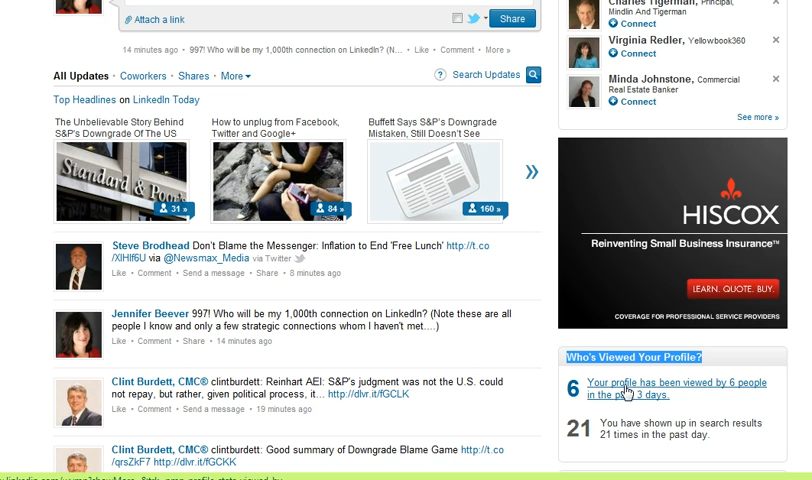 Attach a link
Share
14 minutes ago • 997! Who will be my 1,000th connection on LinkedIn? (N... • Like • Comment • More »
All Updates • Coworkers • Shares • More
? Search Updates
Top Headlines on LinkedIn Today
The Unbelievable Story Behind
S&P's Downgrade Of The US
How to unplug from Facebook,
Twitter and Google+
Buffett Says S&P's Downgrade
Mistaken, Still Doesn't See
Standard & Poor's
31 »
84 »
160 »
»
Steve Brodhead Don't Blame the Messenger: Inflation to End 'Free Lunch' http://t.co
/XlHlf6U via @Newsmax_Media via Twitter
Like • Comment • Send a message • Share • 8 minutes ago
Jennifer Beever 997! Who will be my 1,000th connection on LinkedIn? (Note these are all
people I know and only a few strategic connections whom I haven't met....)
Like • Comment • Share • 14 minutes ago
Clint Burdett, CMC® clintburdett: Reinhart AEI: S&P's judgment was not the U.S. could
not repay, but rather, given political process, it... http://dlvr.it/fGCLK
Like • Comment • Send a message • 19 minutes ago
Clint Burdett, CMC® clintburdett: Good summary of Downgrade Blame Game http://t.co
/qrsZkF7 http://dlvr.it/fGCKK
Charles Tigerman, Principal,
Mindlin And Tigerman
Connect
Virginia Redler, Yellowbook360
Connect
Minda Johnstone, Commercial
Real Estate Banker
Connect
See more »
HISCOX
Reinventing Small Business Insurance™
LEARN. QUOTE. BUY.
COVERAGE FOR PROFESSIONAL SERVICE PROVIDERS
Who's Viewed Your Profile?
6 Your profile has been viewed by 6 people
in the past 3 days.
21 You have shown up in search results
21 times in the past day.